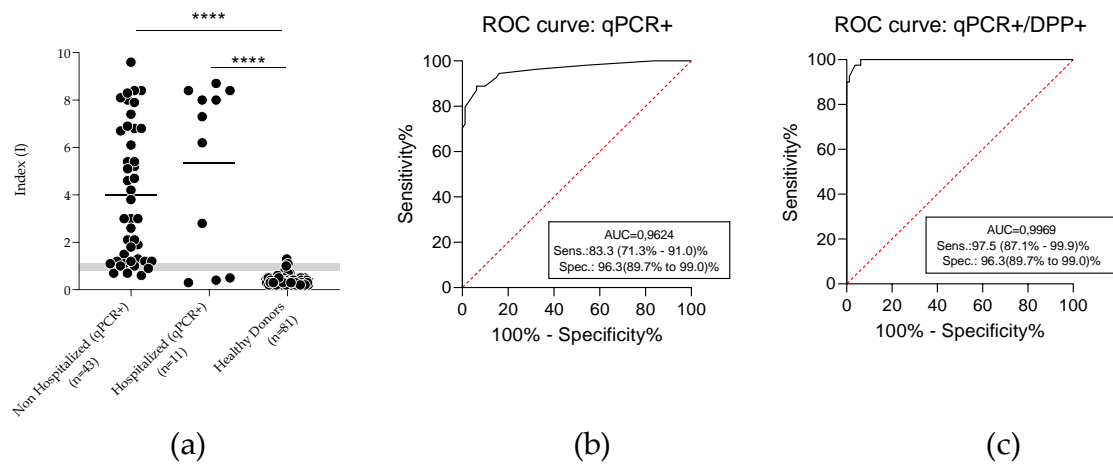 ****
****
10
8
6
4
2
0
Index (I)
Non Hospitalized (qPCR+)
(n=43)
Hospitalized (qPCR+)
(n=11)
Healthy Donors
(n=81)
(a)
ROC curve: qPCR+
100
80
60
40
20
0
Sensitivity%
AUC=0,9624
Sens.:83.3 (71.3% - 91.0)%
Spec.: 96.3(89.7% to 99.0)%
0 20 40 60 80 100
100% - Specificity%
(b)
ROC curve: qPCR+/DPP+
100
80
60
40
20
0
Sensitivity%
AUC=0,9969
Sens.:97.5 (87.1% - 99.9)%
Spec.: 96.3(89.7% to 99.0)%
0 20 40 60 80 100
100% - Specificity%
(c)